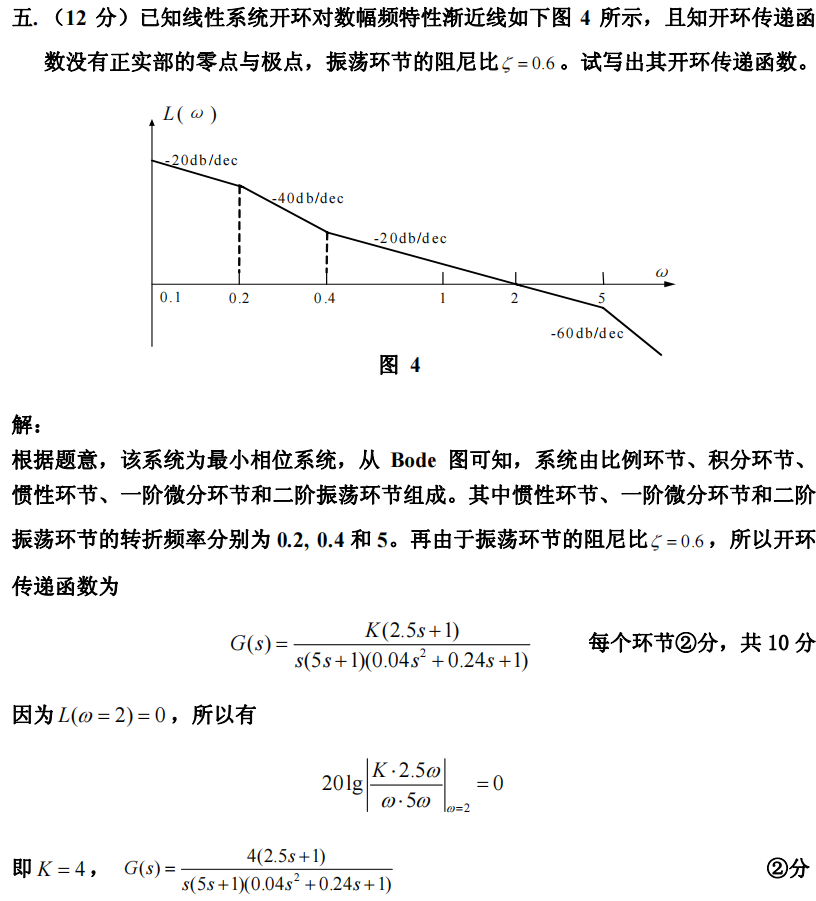 五. （12 分）已知线性系统开环对数幅频特性渐近线如下图 4 所示，且知开环传递函
数没有正实部的零点与极点，振荡环节的阻尼比ζ = 0.6 。试写出其开环传递函数。
L( ω )
-20db/dec
-40db/dec
-20db/dec
ω
0.1 0.2 0.4 1 2 5
-60db/dec
图 4
解：
根据题意，该系统为最小相位系统，从 Bode 图可知，系统由比例环节、积分环节、
惯性环节、一阶微分环节和二阶振荡环节组成。其中惯性环节、一阶微分环节和二阶
振荡环节的转折频率分别为 0.2, 0.4 和 5。再由于振荡环节的阻尼比ζ = 0.6，所以开环
传递函数为
G(s) = K(2.5s+1) / s(5s+1)(0.04s² + 0.24s + 1) 每个环节②分，共 10 分
因为 L(ω = 2) = 0，所以有
20 lg |K · 2.5ω / ω · 5ω| ω=2 = 0
即 K = 4， G(s) = 4(2.5s+1) / s(5s+1)(0.04s² + 0.24s + 1) ②分